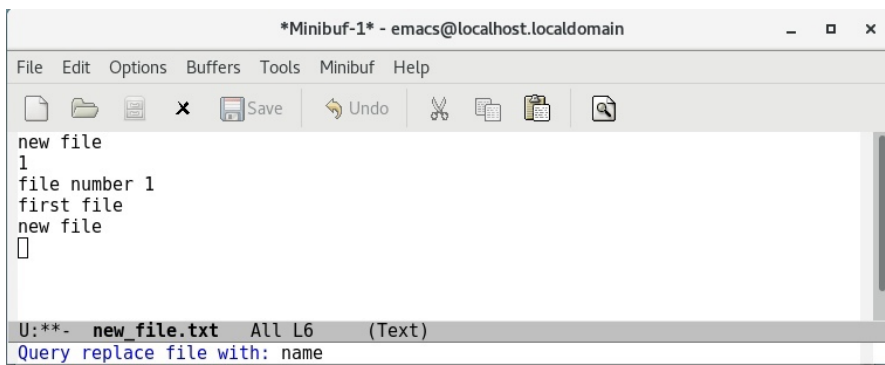 *Minibuf-1* - emacs@localhost.localdomain
File Edit Options Buffers Tools Minibuf Help
Save Undo
new file
1
file number 1
first file
new file
U:**- new_file.txt All L6 (Text)
Query replace file with: name